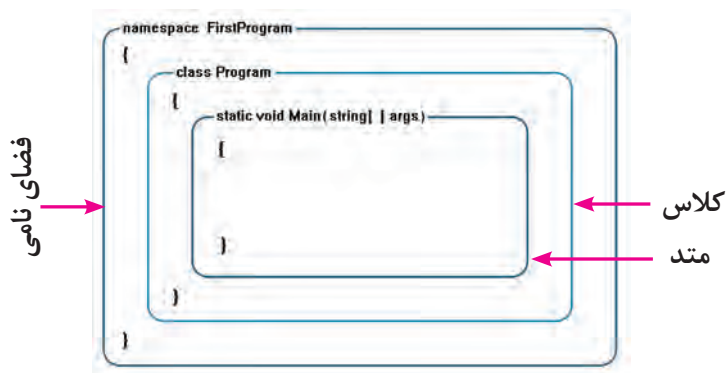 namespace FirstProgram
{
class Program
{
static void Main(string[ ] args)
{
فضای نامی
کلاس
}
متد
}
}